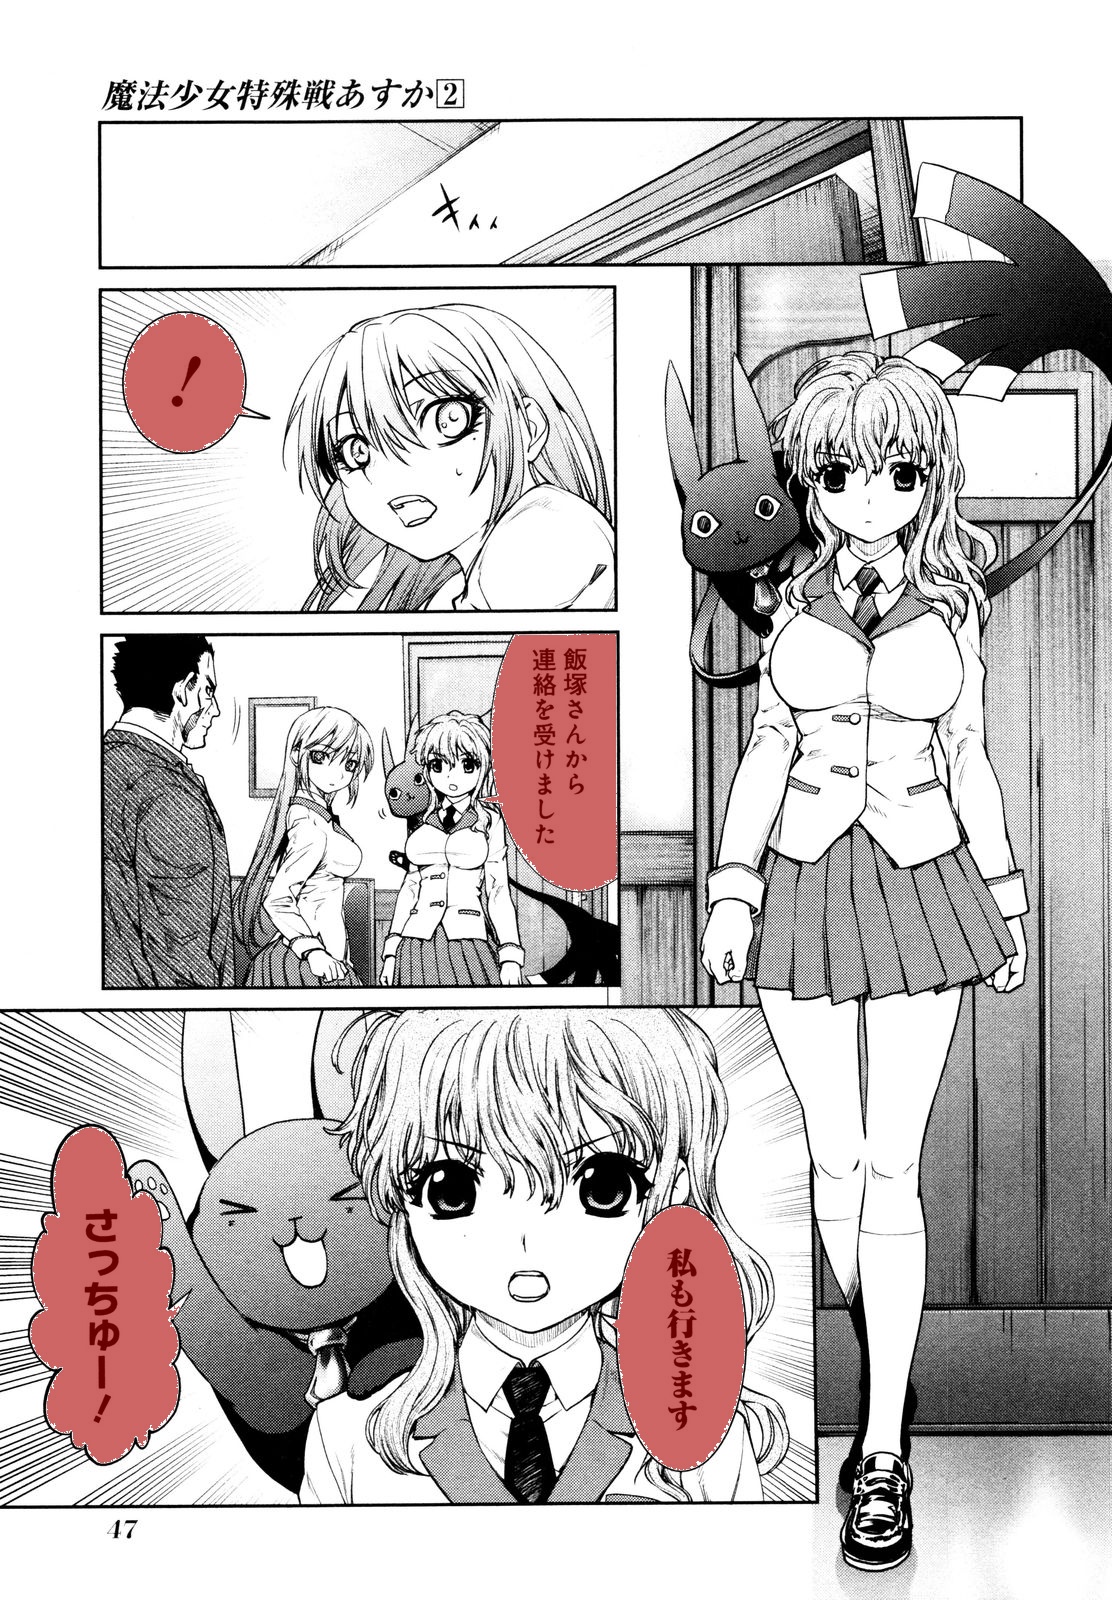 魔法少女特殊戦あすか2
キィ…
！
飯塚さんから
連絡を受けました
私も行きます
さっちゅー！
47